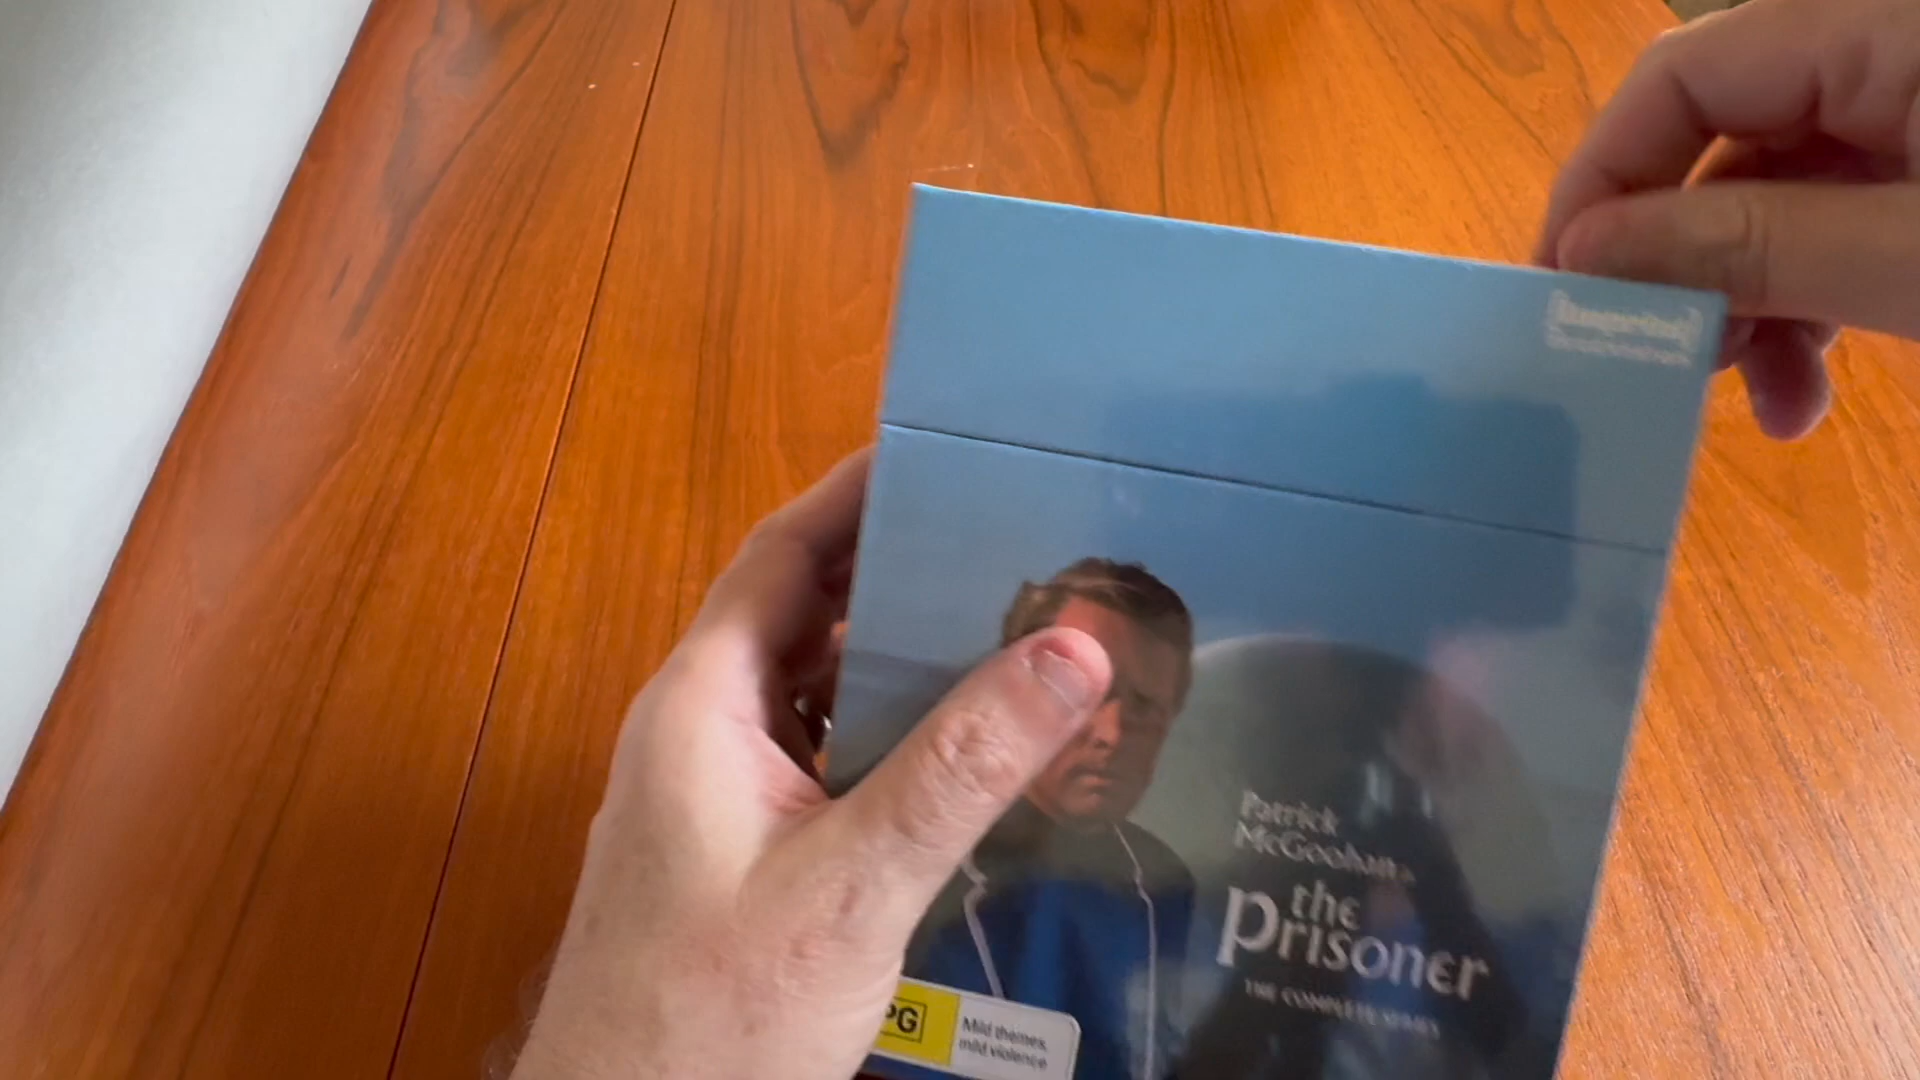 Patrick
McGoohan's
the
prisoner
THE COMPLETE SERIES
PG
Mild themes,
mild violence